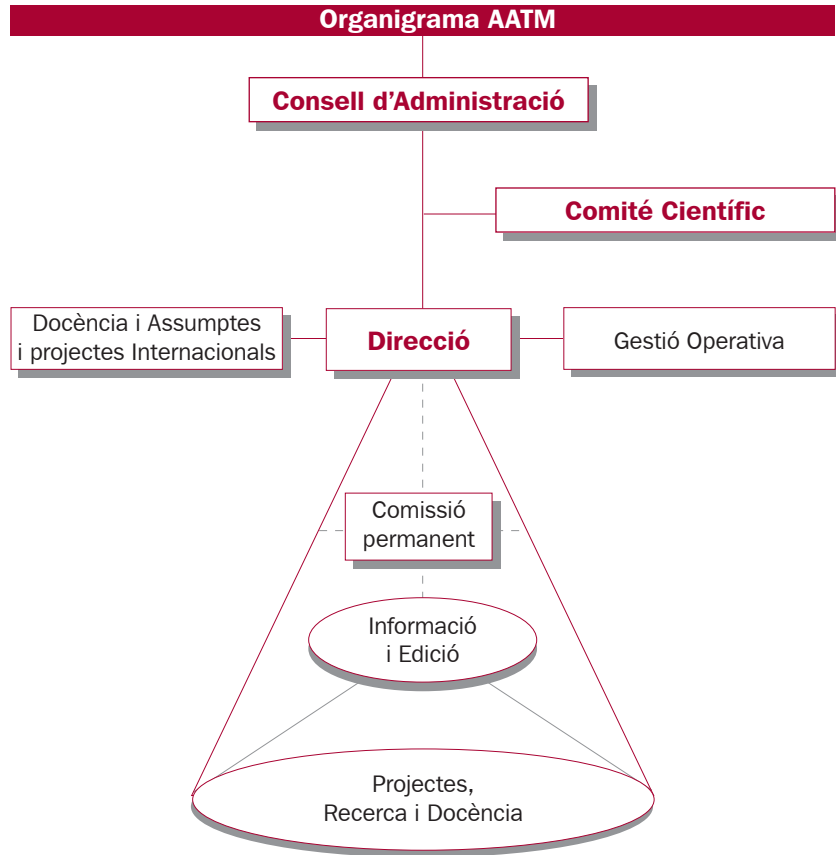 Organigrama AATM
Consell d'Administració
Comité Científic
Docència i Assumptes
i projectes Internacionals
Direcció
Gestió Operativa
Comissió
permanent
Informació
i Edició
Projectes,
Recerca i Docència